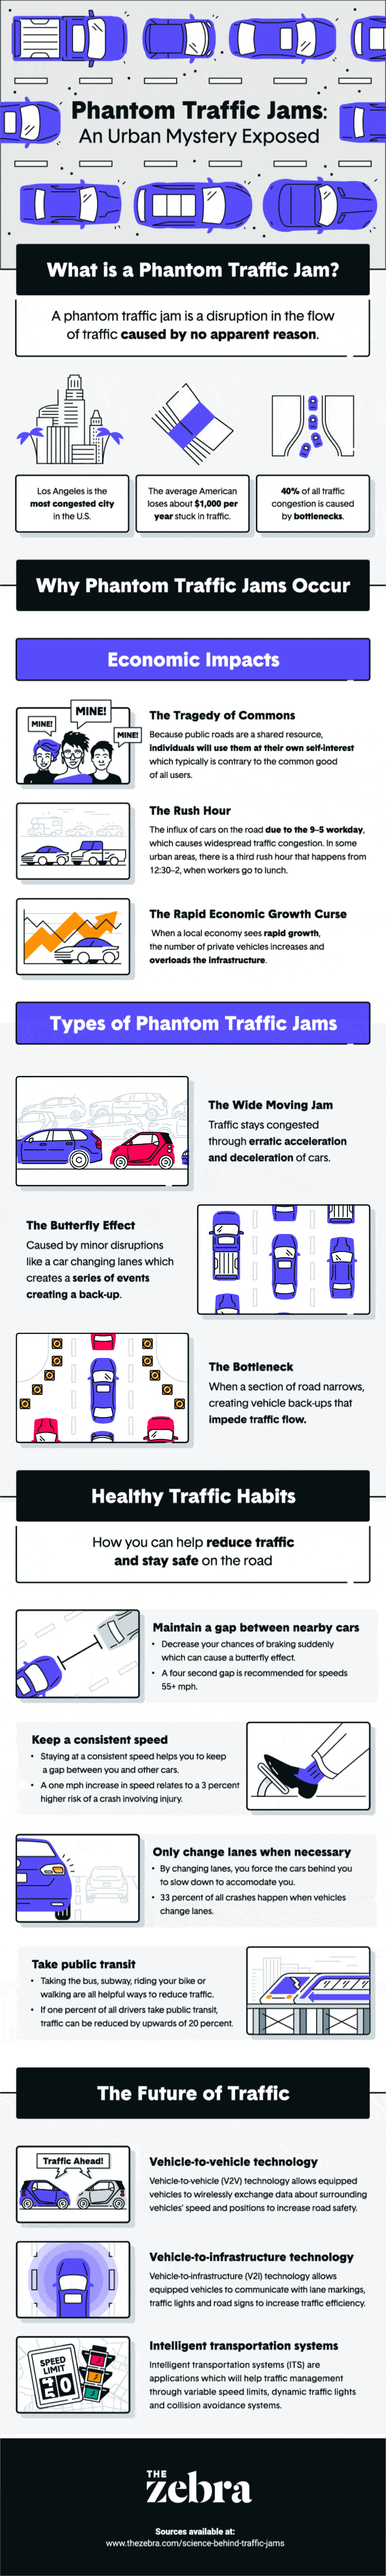 Phantom Traffic Jams:
An Urban Mystery Exposed
What is a Phantom Traffic Jam?
A phantom traffic jam is a disruption in the flow
of traffic caused by no apparent reason.
Los Angeles is the
most congested city
in the U.S.
The average American
loses about $1,000 per
year stuck in traffic.
40% of all traffic
congestion is caused
by bottlenecks.
Why Phantom Traffic Jams Occur
Economic Impacts
MINE!
MINE!
MINE!
The Tragedy of Commons
Because public roads are a shared resource,
individuals will use them at their own self-interest
which typically is contrary to the common good
of all users.
The Rush Hour
The influx of cars on the road due to the 9–5 workday,
which causes widespread traffic congestion. In some
urban areas, there is a third rush hour that happens from
12:30–2, when workers go to lunch.
The Rapid Economic Growth Curse
When a local economy sees rapid growth,
the number of private vehicles increases and
overloads the infrastructure.
Types of Phantom Traffic Jams
The Wide Moving Jam
Traffic stays congested
through erratic acceleration
and deceleration of cars.
The Butterfly Effect
Caused by minor disruptions
like a car changing lanes which
creates a series of events
creating a back-up.
The Bottleneck
When a section of road narrows,
creating vehicle back-ups that
impede traffic flow.
Healthy Traffic Habits
How you can help reduce traffic
and stay safe on the road
Maintain a gap between nearby cars
• Decrease your chances of braking suddenly
which can cause a butterfly effect.
• A four second gap is recommended for speeds
55+ mph.
Keep a consistent speed
• Staying at a consistent speed helps you to keep
a gap between you and other cars.
• A one mph increase in speed relates to a 3 percent
higher risk of a crash involving injury.
Only change lanes when necessary
• By changing lanes, you force the cars behind you
to slow down to accomodate you.
• 33 percent of all crashes happen when vehicles
change lanes.
Take public transit
• Taking the bus, subway, riding your bike or
walking are all helpful ways to reduce traffic.
• If one percent of all drivers take public transit,
traffic can be reduced by upwards of 20 percent.
The Future of Traffic
Traffic Ahead!
Vehicle-to-vehicle technology
Vehicle-to-vehicle (V2V) technology allows equipped
vehicles to wirelessly exchange data about surrounding
vehicles' speed and positions to increase road safety.
Vehicle-to-infrastructure technology
Vehicle-to-infrastructure (V2I) technology allows
equipped vehicles to communicate with lane markings,
traffic lights and road signs to increase traffic efficiency.
SPEED
LIMIT
Intelligent transportation systems
Intelligent transportation systems (ITS) are
applications which will help traffic management
through variable speed limits, dynamic traffic lights
and collision avoidance systems.
THE
zebra
Sources available at:
www.thezebra.com/science-behind-traffic-jams